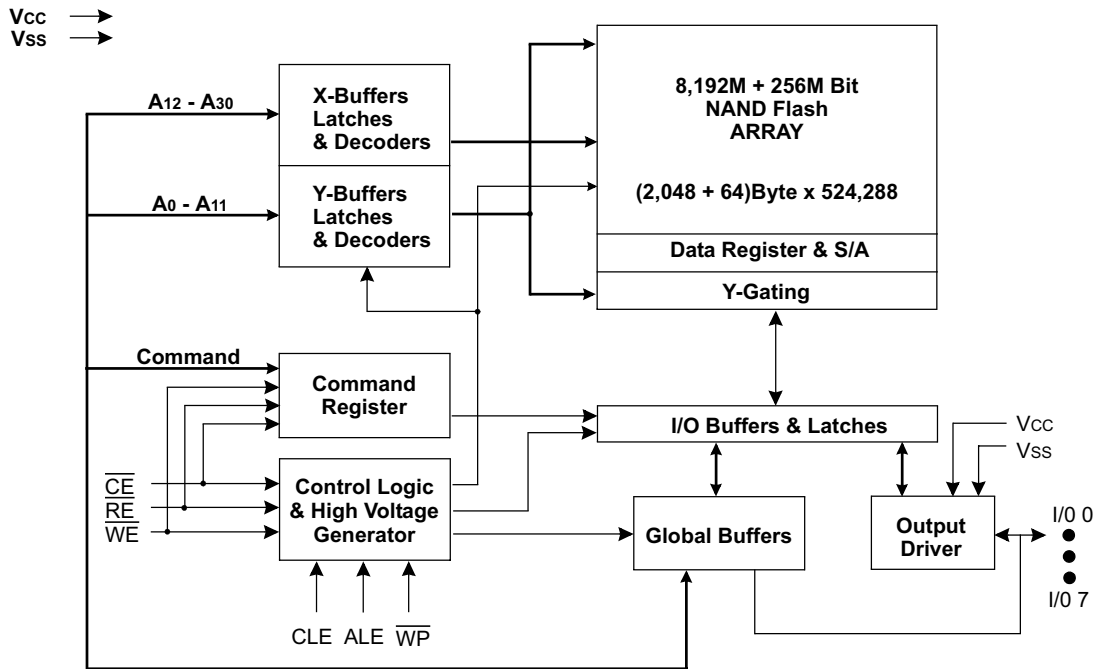 VCC
VSS
A12 - A30
X-Buffers
Latches
& Decoders
8,192M + 256M Bit
NAND Flash
ARRAY
(2,048 + 64)Byte x 524,288
A0 - A11
Y-Buffers
Latches
& Decoders
Data Register & S/A
Y-Gating
Command
Command
Register
I/O Buffers & Latches
VCC
VSS
CE
RE
WE
Control Logic
& High Voltage
Generator
Global Buffers
Output
Driver
I/0 0
I/0 7
CLE ALE WP